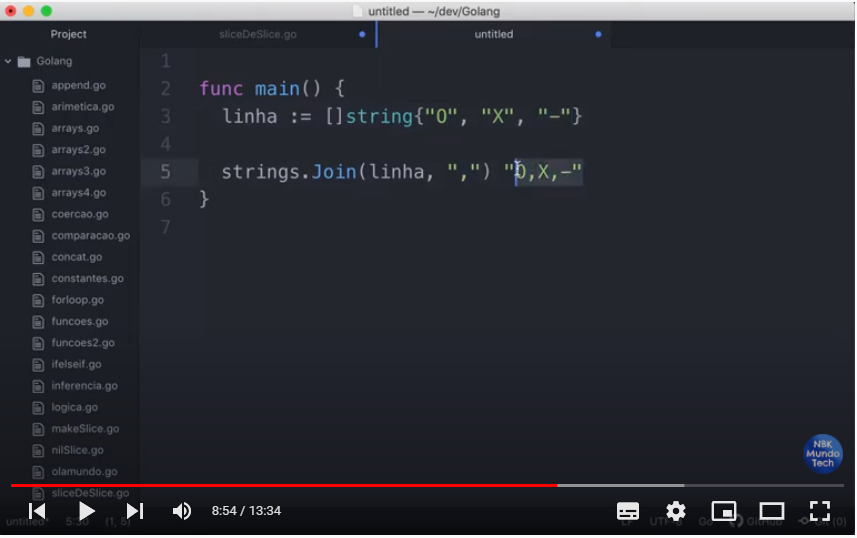 untitled — ~/dev/Golang
Project
sliceDeSlice.go
untitled
Golang
append.go
arimetica.go
arrays.go
arrays2.go
arrays3.go
arrays4.go
coercao.go
comparacao.go
concat.go
constantes.go
forloop.go
funcoes.go
funcoes2.go
ifelseif.go
inferencia.go
logica.go
makeSlice.go
nilSlice.go
olamundo.go
sliceDeSlice.go
1
2 func main() {
3 linha := []string{"O", "X", "-"}
4
5 strings.Join(linha, ",") "O,X,-"
6 }
7
NBK
Mundo
Tech
8:54 / 13:34
untitled* 5:30 (1, 6)
LF UTF-8 Go GitHub Git (0)